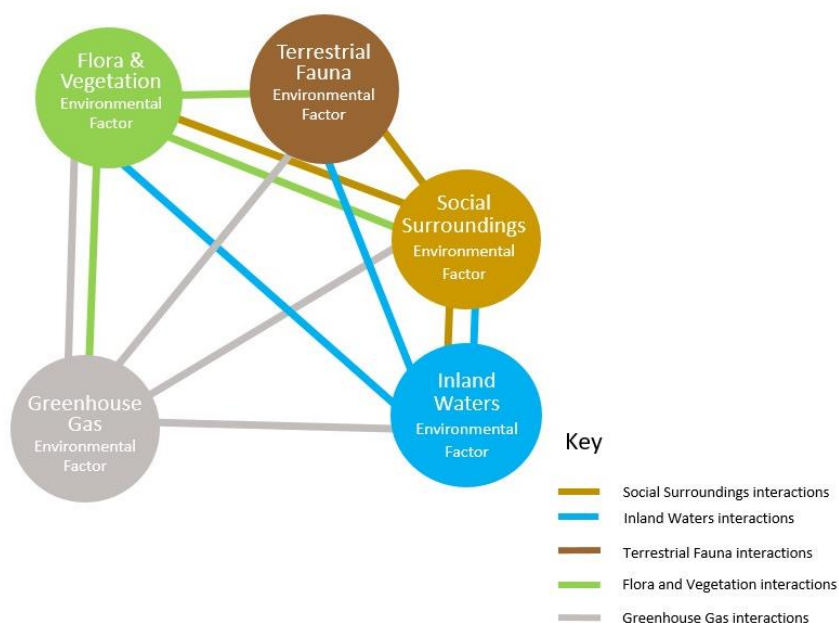 Flora &
Vegetation
Environmental
Factor
Terrestrial
Fauna
Environmental
Factor
Social
Surroundings
Environmental
Factor
Greenhouse
Gas
Environmental
Factor
Inland
Waters
Environmental
Factor
Key
Social Surroundings interactions
Inland Waters interactions
Terrestrial Fauna interactions
Flora and Vegetation interactions
Greenhouse Gas interactions